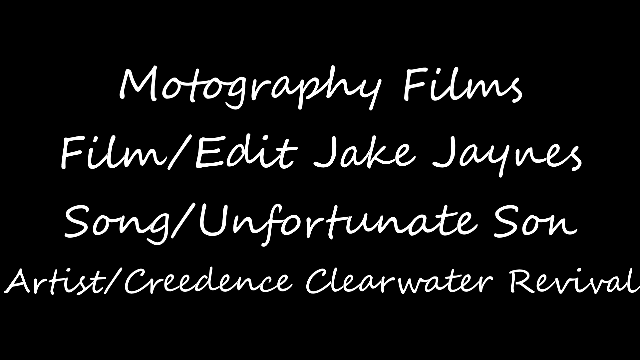 Motography Films
Film/Edit Jake Jaynes
Song/Unfortunate Son
Artist/Creedence Clearwater Revival